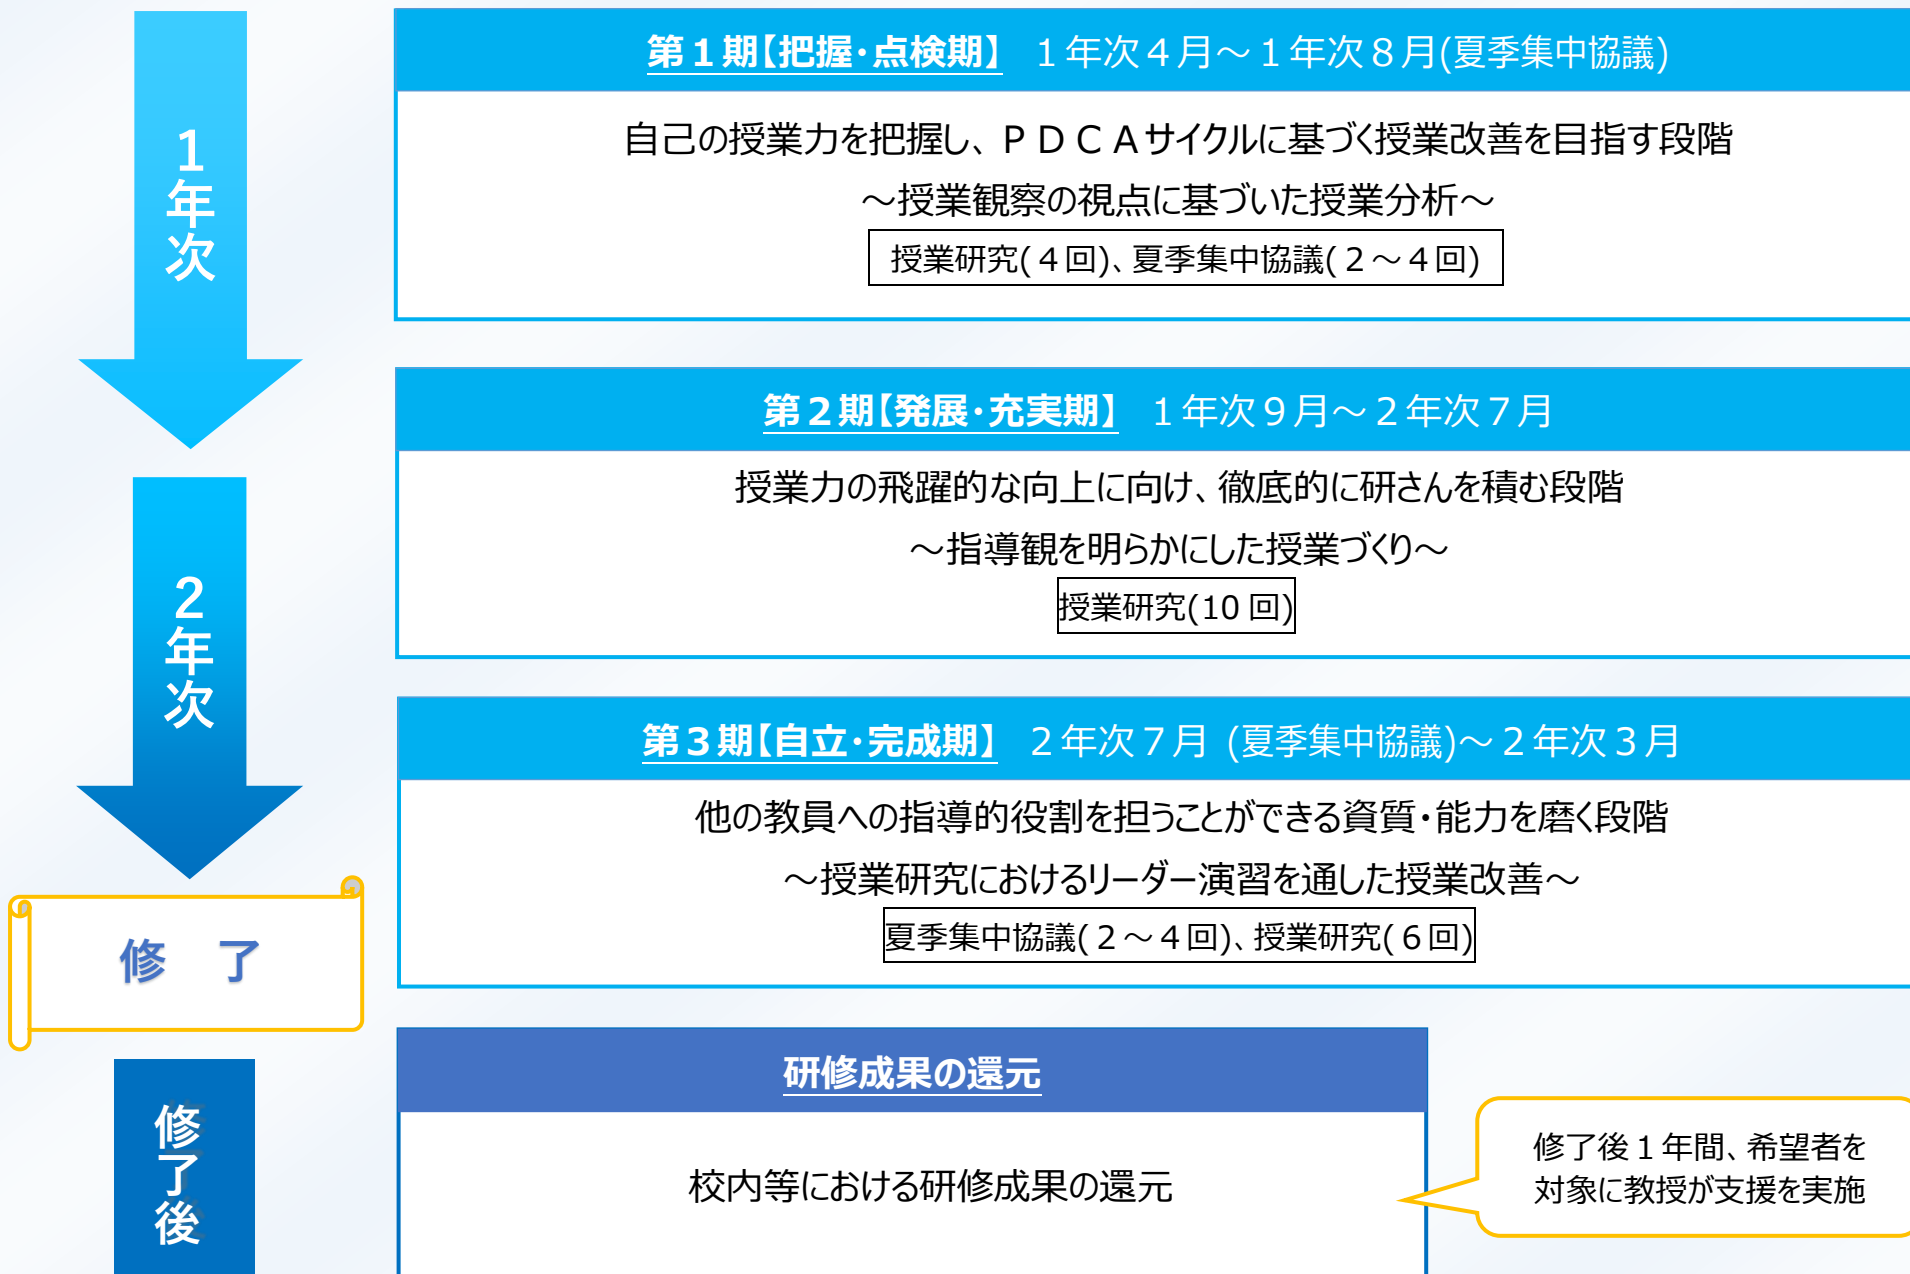 1年次
第１期【把握・点検期】 １年次４月～１年次８月(夏季集中協議)
自己の授業力を把握し、ＰＤＣＡサイクルに基づく授業改善を目指す段階
～授業観察の視点に基づいた授業分析～
授業研究(４回)、夏季集中協議(２～４回)
第２期【発展・充実期】 １年次９月～２年次７月
授業力の飛躍的な向上に向け、徹底的に研さんを積む段階
～指導観を明らかにした授業づくり～
授業研究(10回)
2年次
第３期【自立・完成期】 ２年次７月 (夏季集中協議)～２年次３月
他の教員への指導的役割を担うことができる資質・能力を磨く段階
～授業研究におけるリーダー演習を通した授業改善～
夏季集中協議(２～４回)、授業研究(６回)
修　了
修了後
研修成果の還元
校内等における研修成果の還元
修了後１年間、希望者を
対象に教授が支援を実施